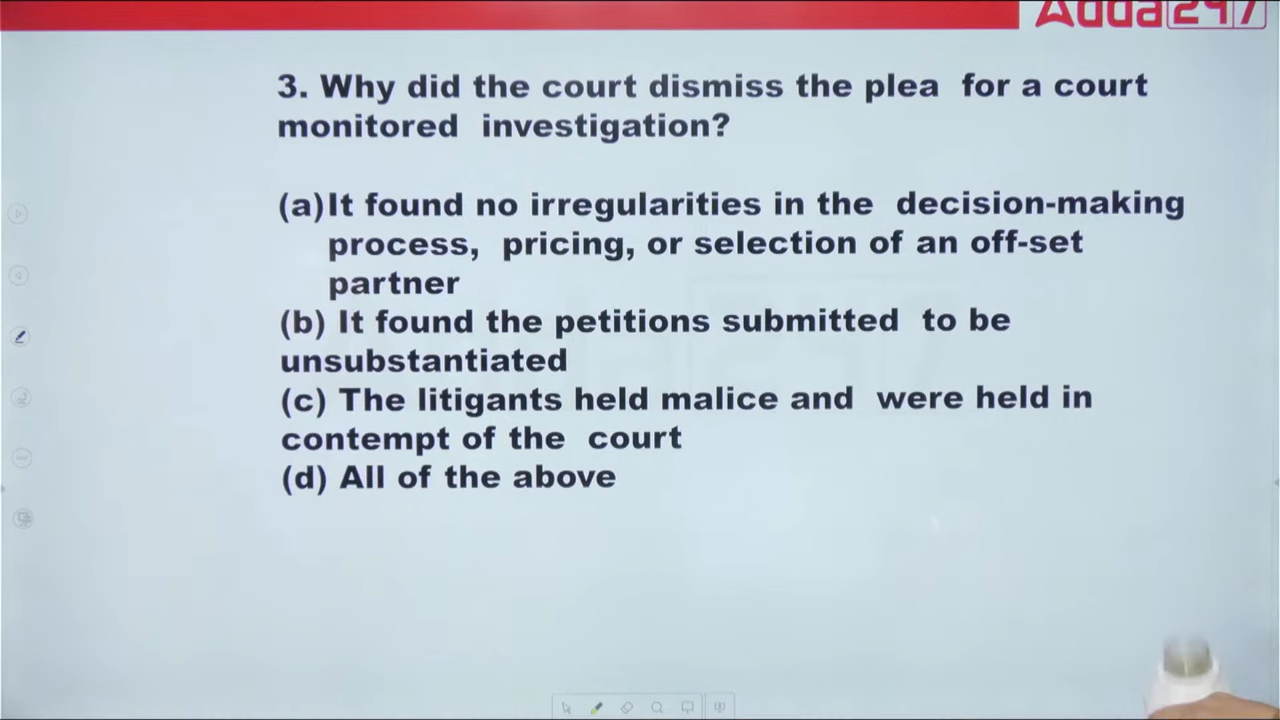 Adda247
3. Why did the court dismiss the plea for a court
monitored investigation?
(a)It found no irregularities in the decision-making
process, pricing, or selection of an off-set
partner
(b) It found the petitions submitted to be
unsubstantiated
(c) The litigants held malice and were held in
contempt of the court
(d) All of the above